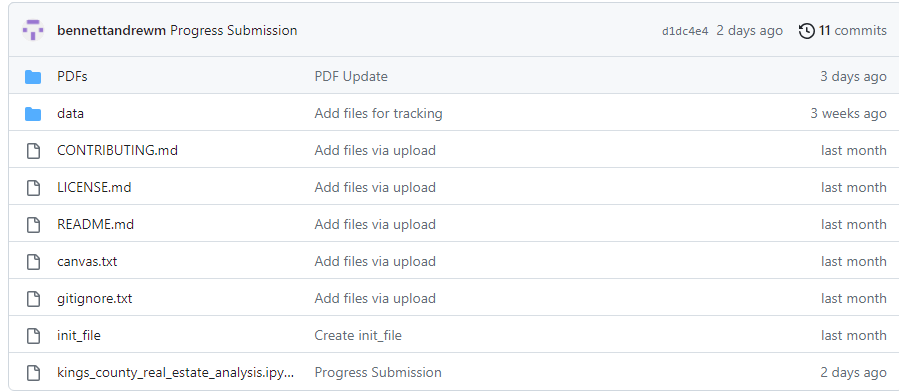 bennettandrewm Progress Submission d1dc4e4 2 days ago 11 commits
PDFs PDF Update 3 days ago
data Add files for tracking 3 weeks ago
CONTRIBUTING.md Add files via upload last month
LICENSE.md Add files via upload last month
README.md Add files via upload last month
canvas.txt Add files via upload last month
gitignore.txt Add files via upload last month
init_file Create init_file last month
kings_county_real_estate_analysis.ipy... Progress Submission 2 days ago